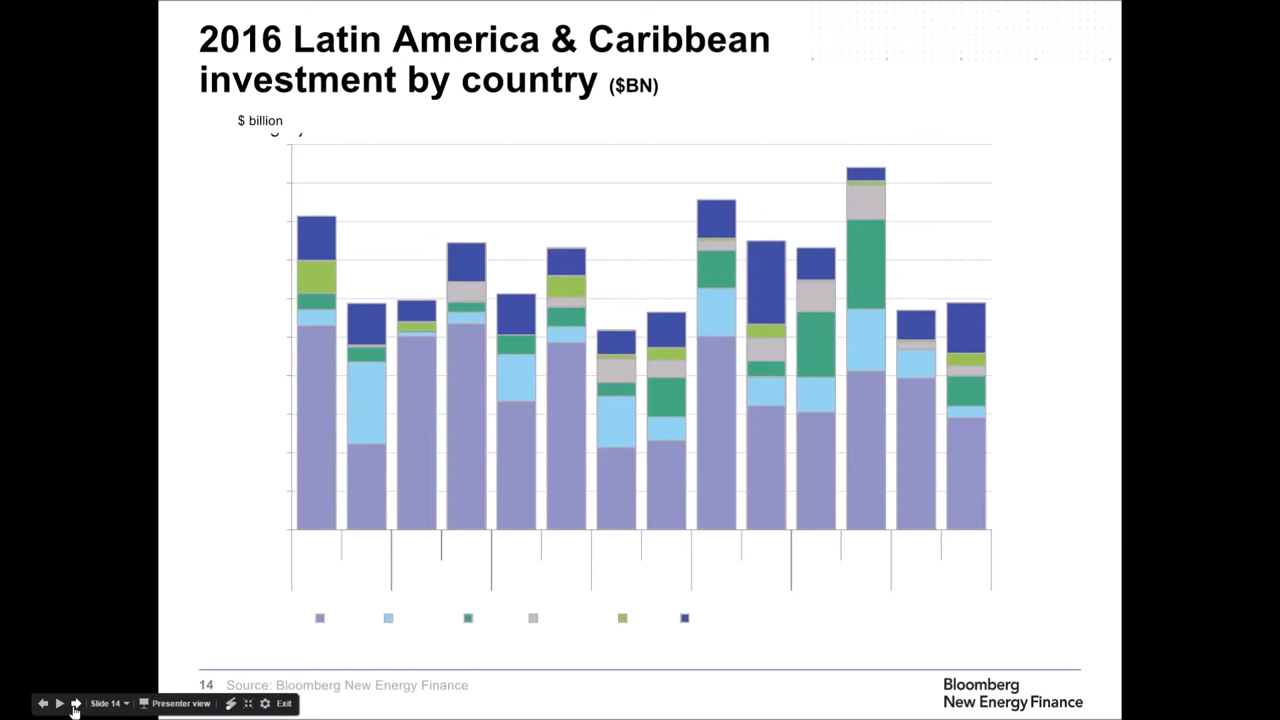 2016 Latin America & Caribbean
investment by country ($BN)
$ billion
14 Source: Bloomberg New Energy Finance
Bloomberg
New Energy Finance
Slide 14
Presenter view
Exit